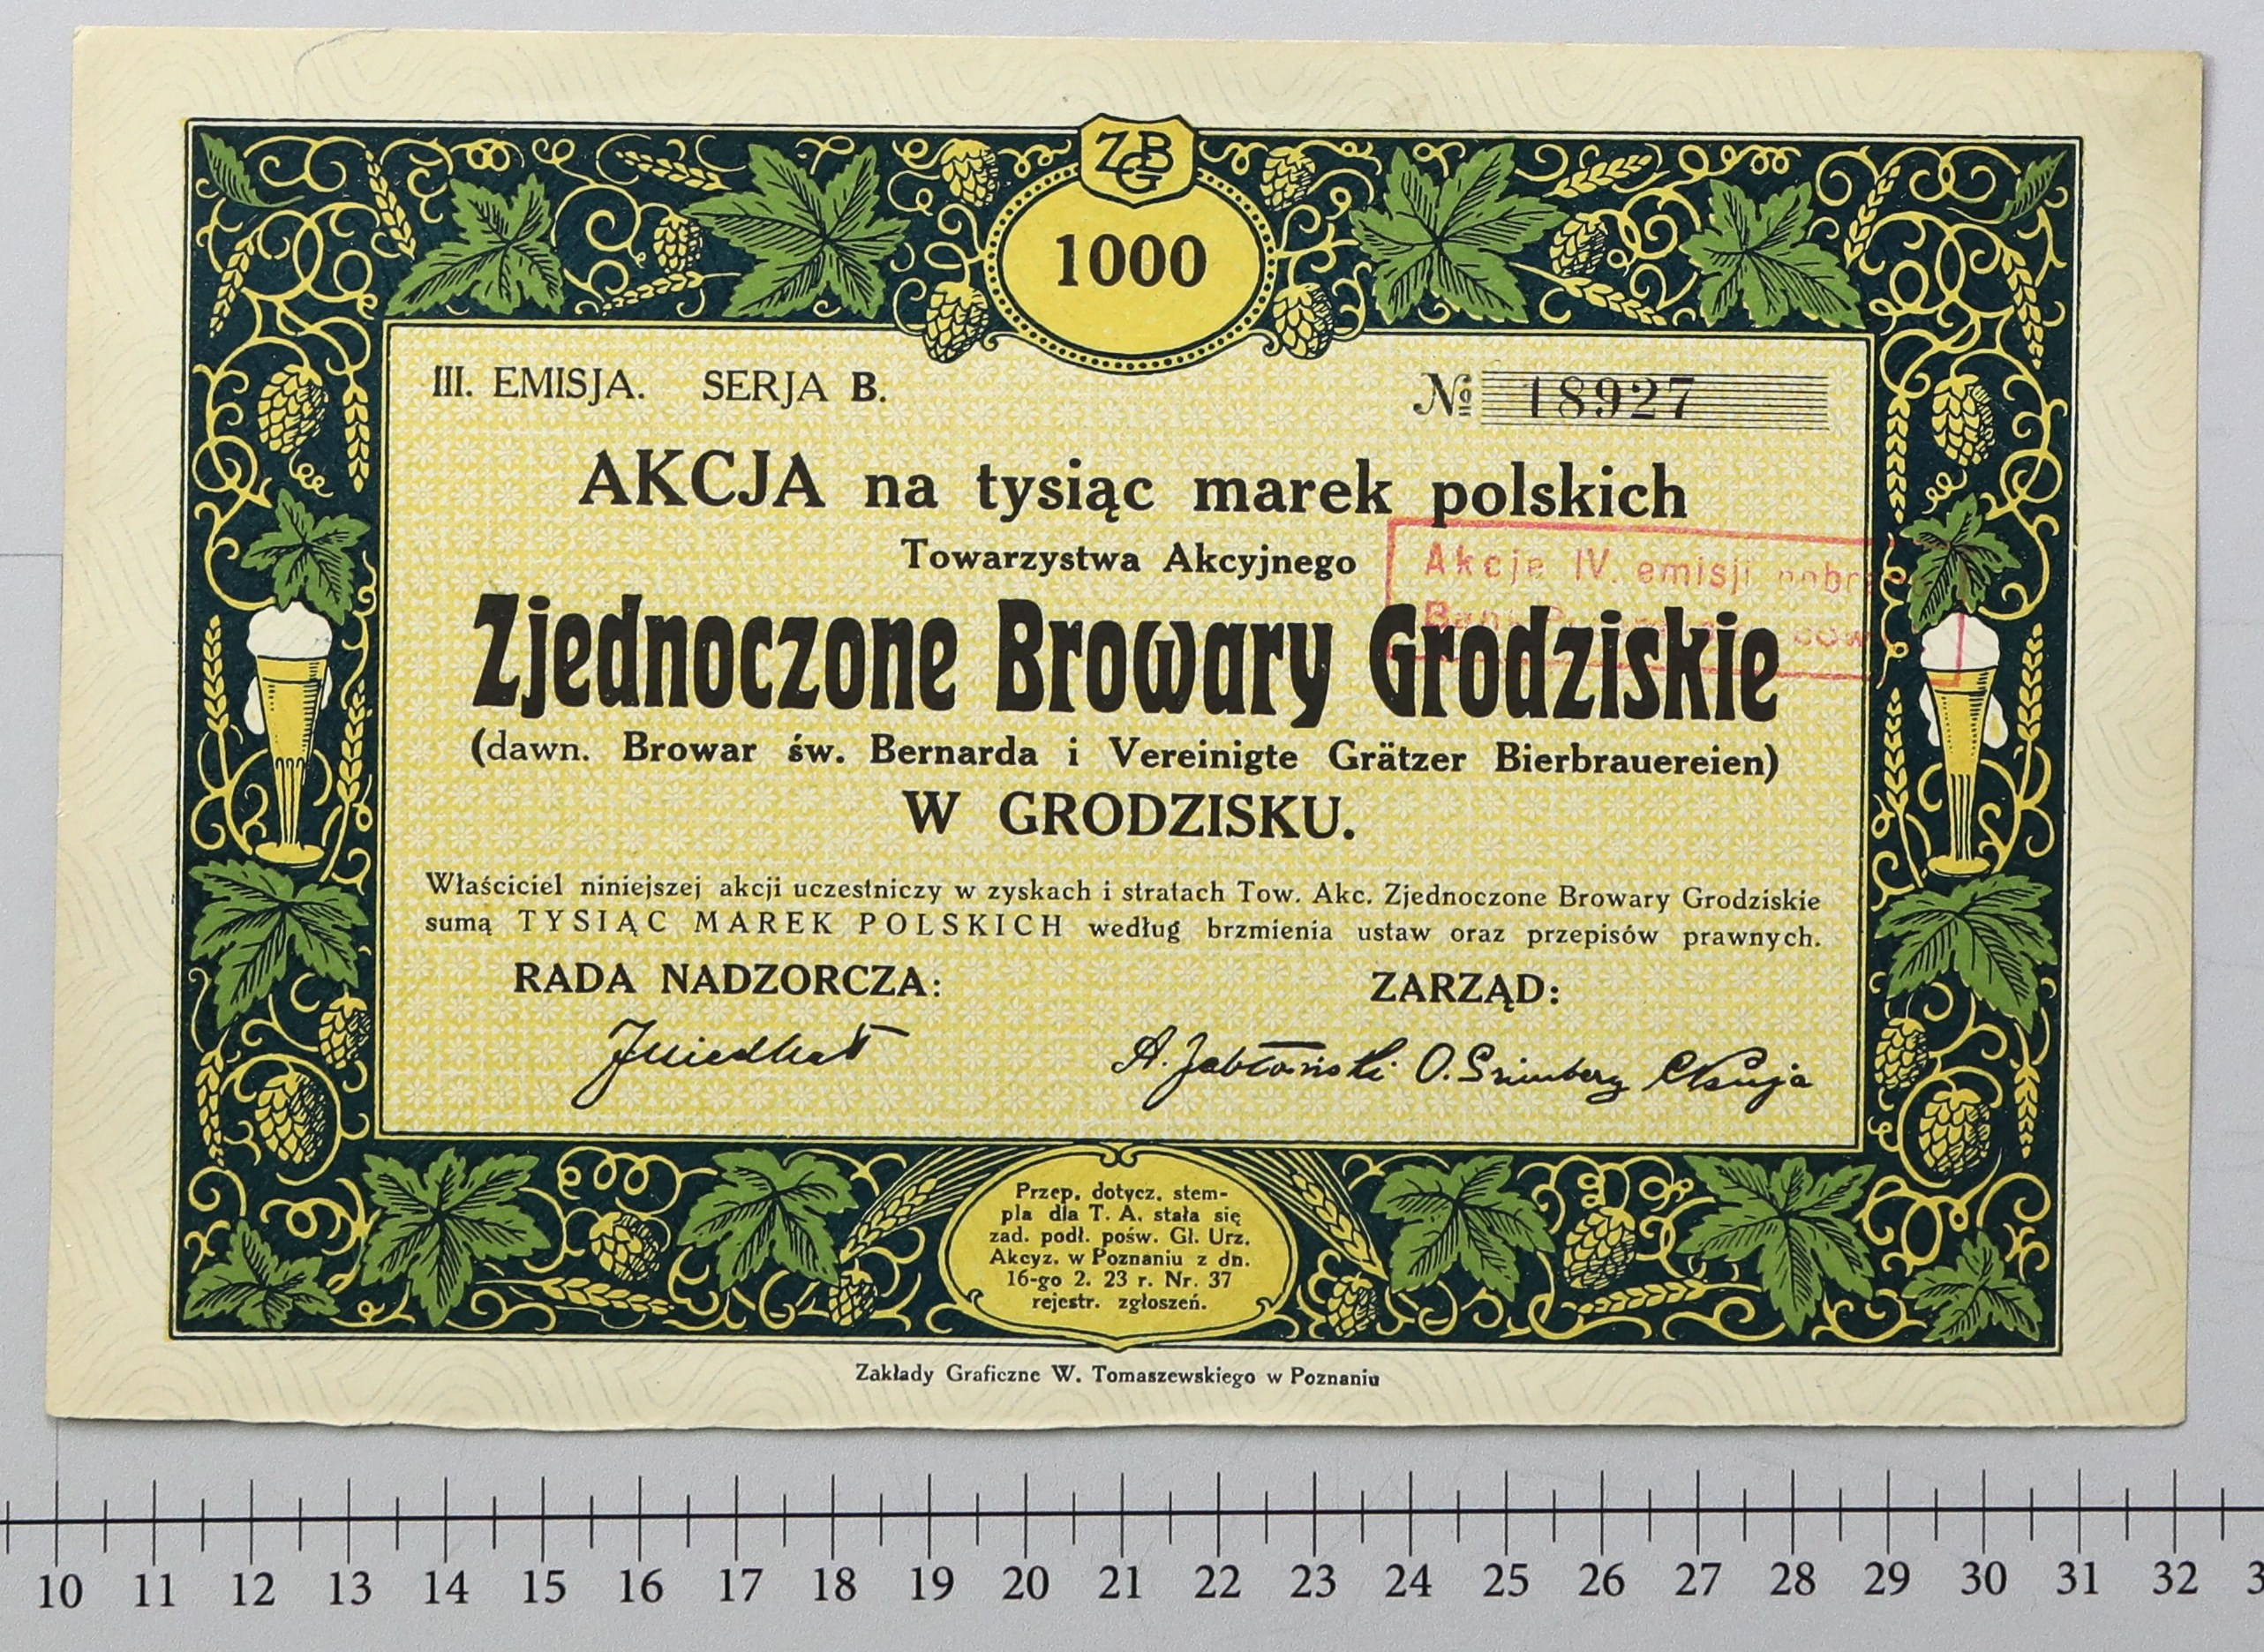 ZGB
1000
III. EMISJA. SERJA B.
№ 18927
AKCJA na tysiąc marek polskich
Towarzystwa Akcyjnego
Akcje IV. emisji
Zjednoczone Browary Grodziskie
(dawn. Browar św. Bernarda i Vereinigte Grätzer Bierbrauereien)
W GRODZISKU.
Właściciel niniejszej akcji uczestniczy w zyskach i stratach Tow. Akc. Zjednoczone Browary Grodziskie
sumą TYSIĄC MAREK POLSKICH według brzmienia ustaw oraz przepisów prawnych.
RADA NADZORCZA:
ZARZĄD:
A. Jabłoński
Przep. dotycz. stem-
pla dla T. A. stała się
zad. podł. pośw. Gł. Urz.
Akcyz. w Poznaniu z dn.
16-go 2. 23 r. Nr. 37
rejestr. zgłoszeń.
Zakłady Graficzne W. Tomaszewskiego w Poznaniu
10 11 12 13 14 15 16 17 18 19 20 21 22 23 24 25 26 27 28 29 30 31 32